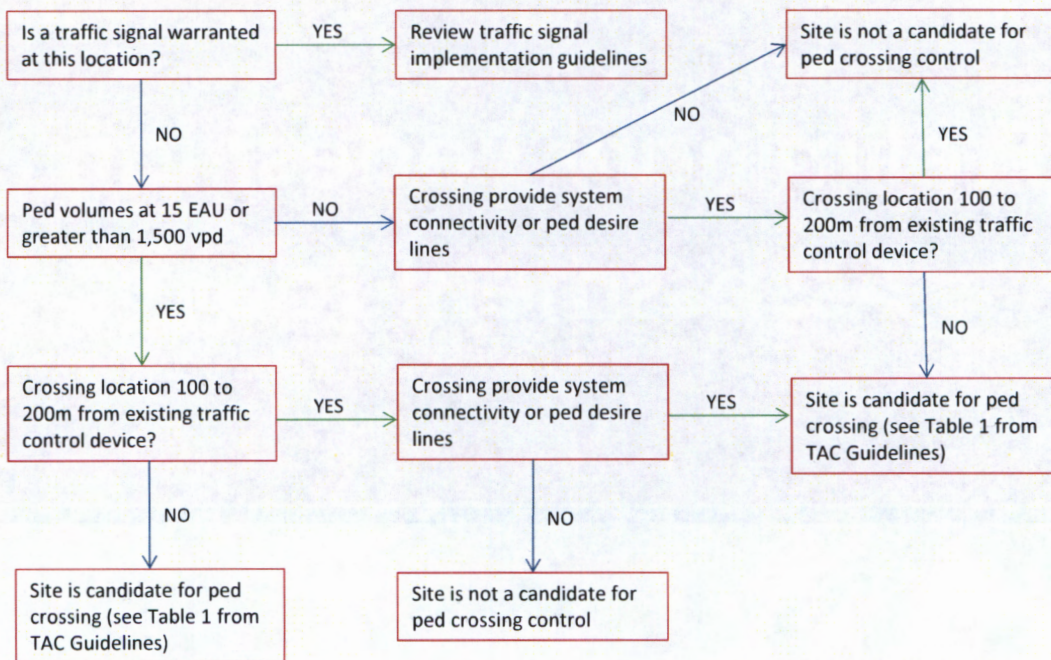 Is a traffic signal warranted
at this location?
YES
Review traffic signal
implementation guidelines
Site is not a candidate for
ped crossing control
NO
NO
YES
Ped volumes at 15 EAU or
greater than 1,500 vpd
NO
Crossing provide system
connectivity or ped desire
lines
YES
Crossing location 100 to
200m from existing traffic
control device?
YES
NO
Crossing location 100 to
200m from existing traffic
control device?
YES
Crossing provide system
connectivity or ped desire
lines
YES
Site is candidate for ped
crossing (see Table 1 from
TAC Guidelines)
NO
NO
Site is candidate for ped
crossing (see Table 1 from
TAC Guidelines)
Site is not a candidate for
ped crossing control